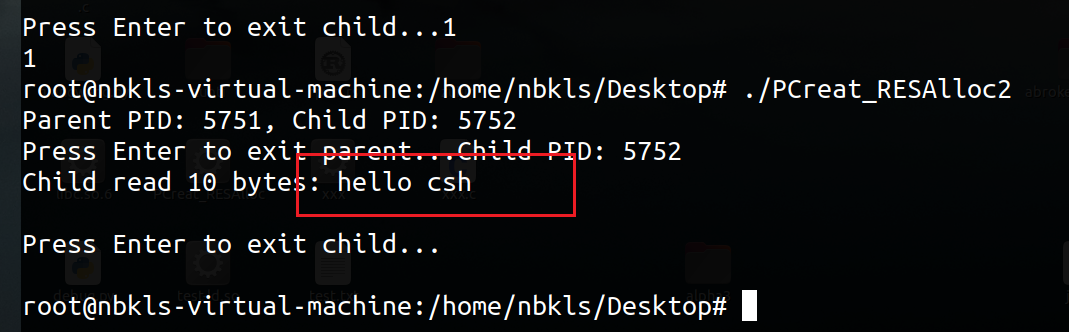 Press Enter to exit child...1
1
root@nbkls-virtual-machine:/home/nbkls/Desktop# ./PCreat_RESAlloc2
Parent PID: 5751, Child PID: 5752
Press Enter to exit parent...Child PID: 5752
Child read 10 bytes: hello csh
Press Enter to exit child...
root@nbkls-virtual-machine:/home/nbkls/Desktop#